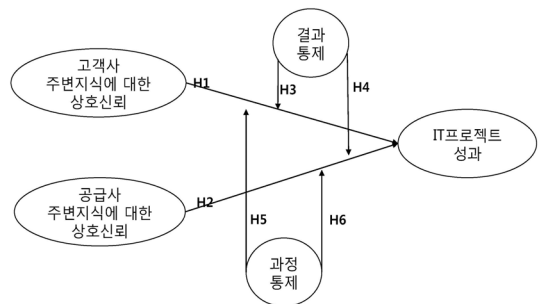 결과
통제
고객사
주변지식에 대한
상호신뢰
H1
H3
H4
IT프로젝트
성과
공급사
주변지식에 대한
상호신뢰
H2
H5
H6
과정
통제